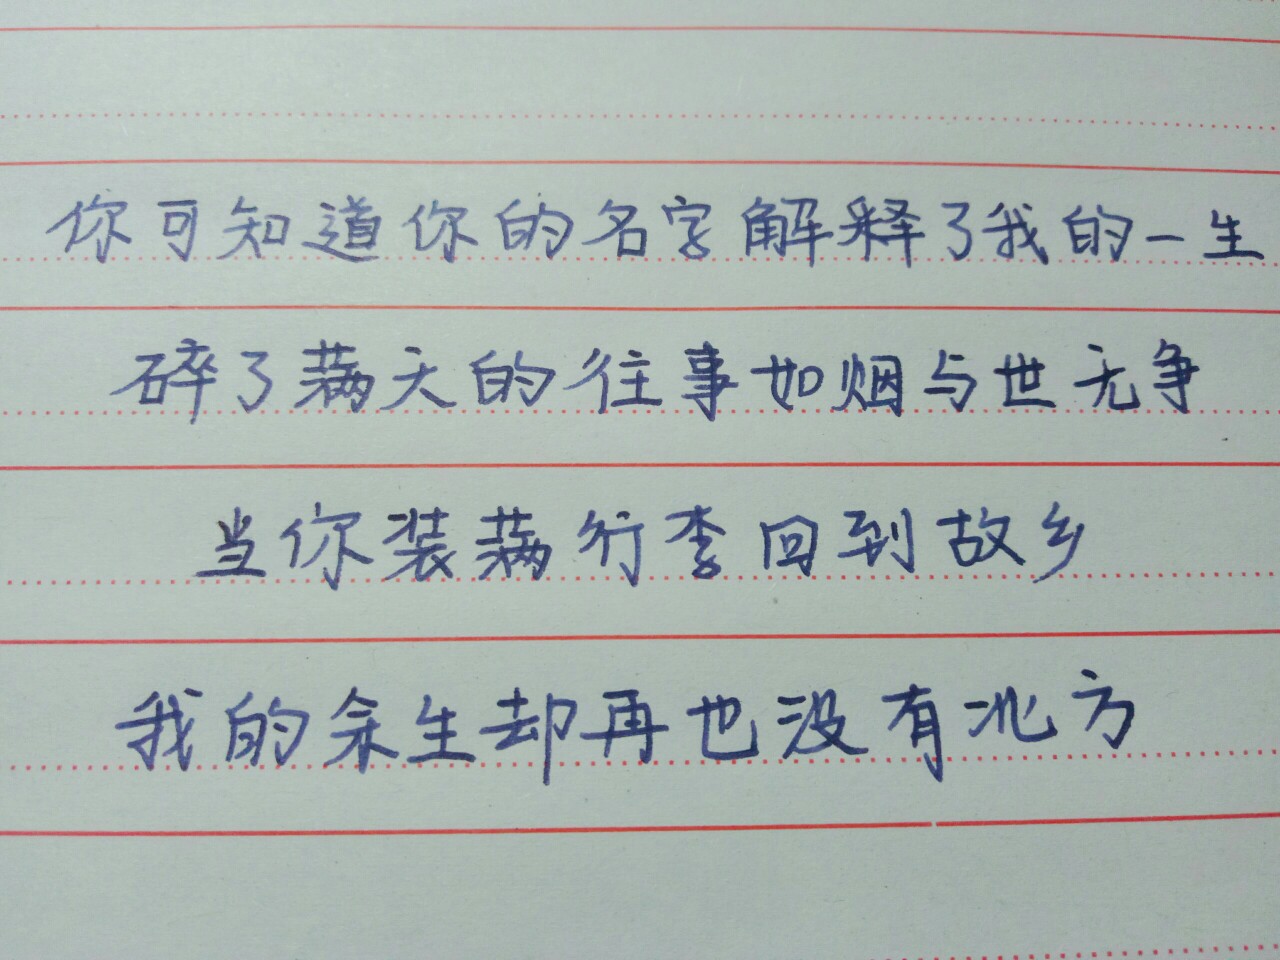 你可知道你的名字解释了我的一生
碎了满天的往事如烟与世无争
当你装满行李回到故乡
我的余生却再也没有北方